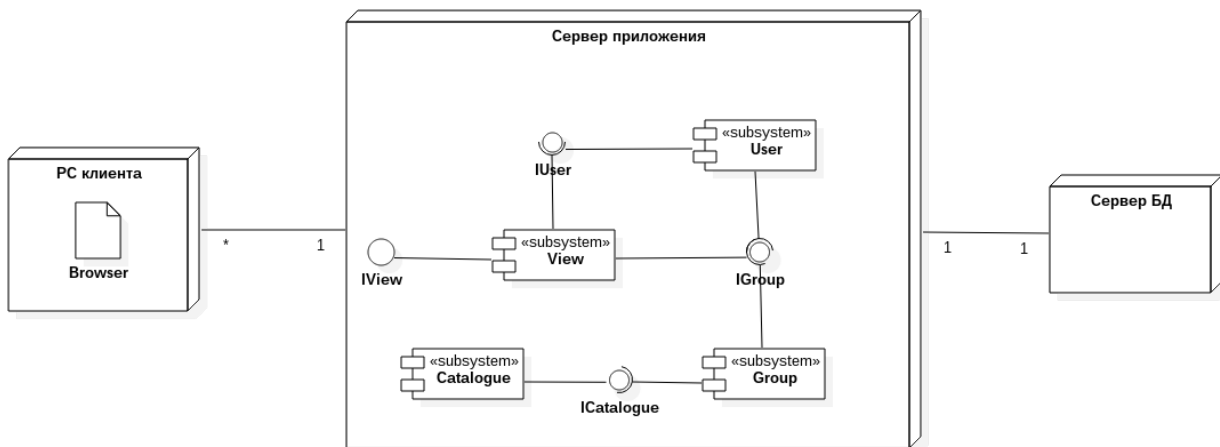 Сервер приложения
«subsystem»
User
IUser
PC клиента
Browser
Сервер БД
*
1
«subsystem»
View
IView
IGroup
1
1
«subsystem»
Catalogue
«subsystem»
Group
ICatalogue